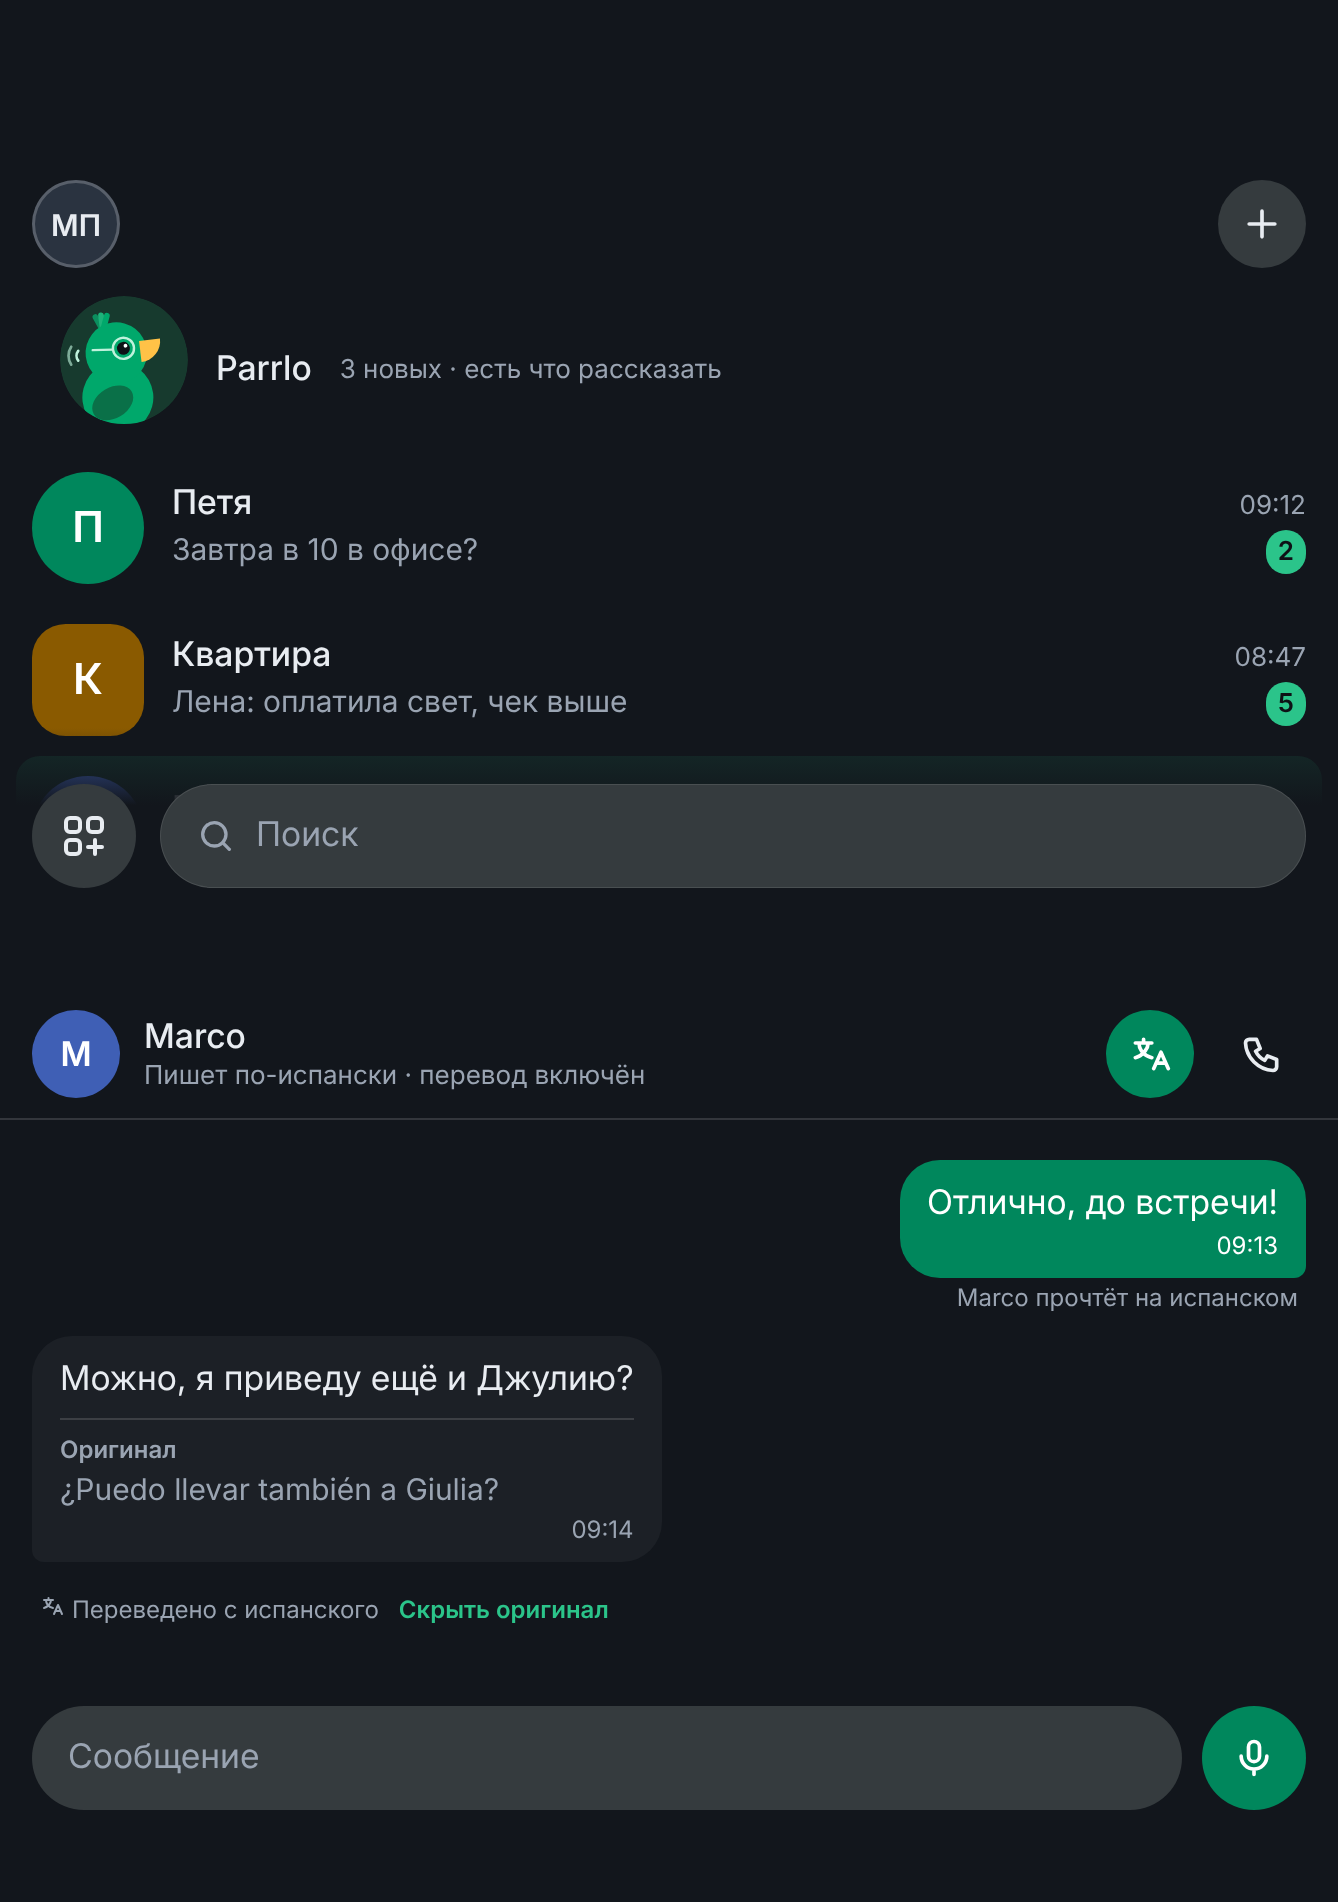 МП
Parrlo 3 новых · есть что рассказать
П
Петя
09:12
Завтра в 10 в офисе?
2
К
Квартира
08:47
Лена: оплатила свет, чек выше
5
Поиск
M
Marco
Пишет по-испански · перевод включён
Отлично, до встречи!
09:13
Marco прочтёт на испанском
Можно, я приведу ещё и Джулию?
Оригинал
¿Puedo llevar también a Giulia?
09:14
Переведено с испанского Скрыть оригинал
Сообщение